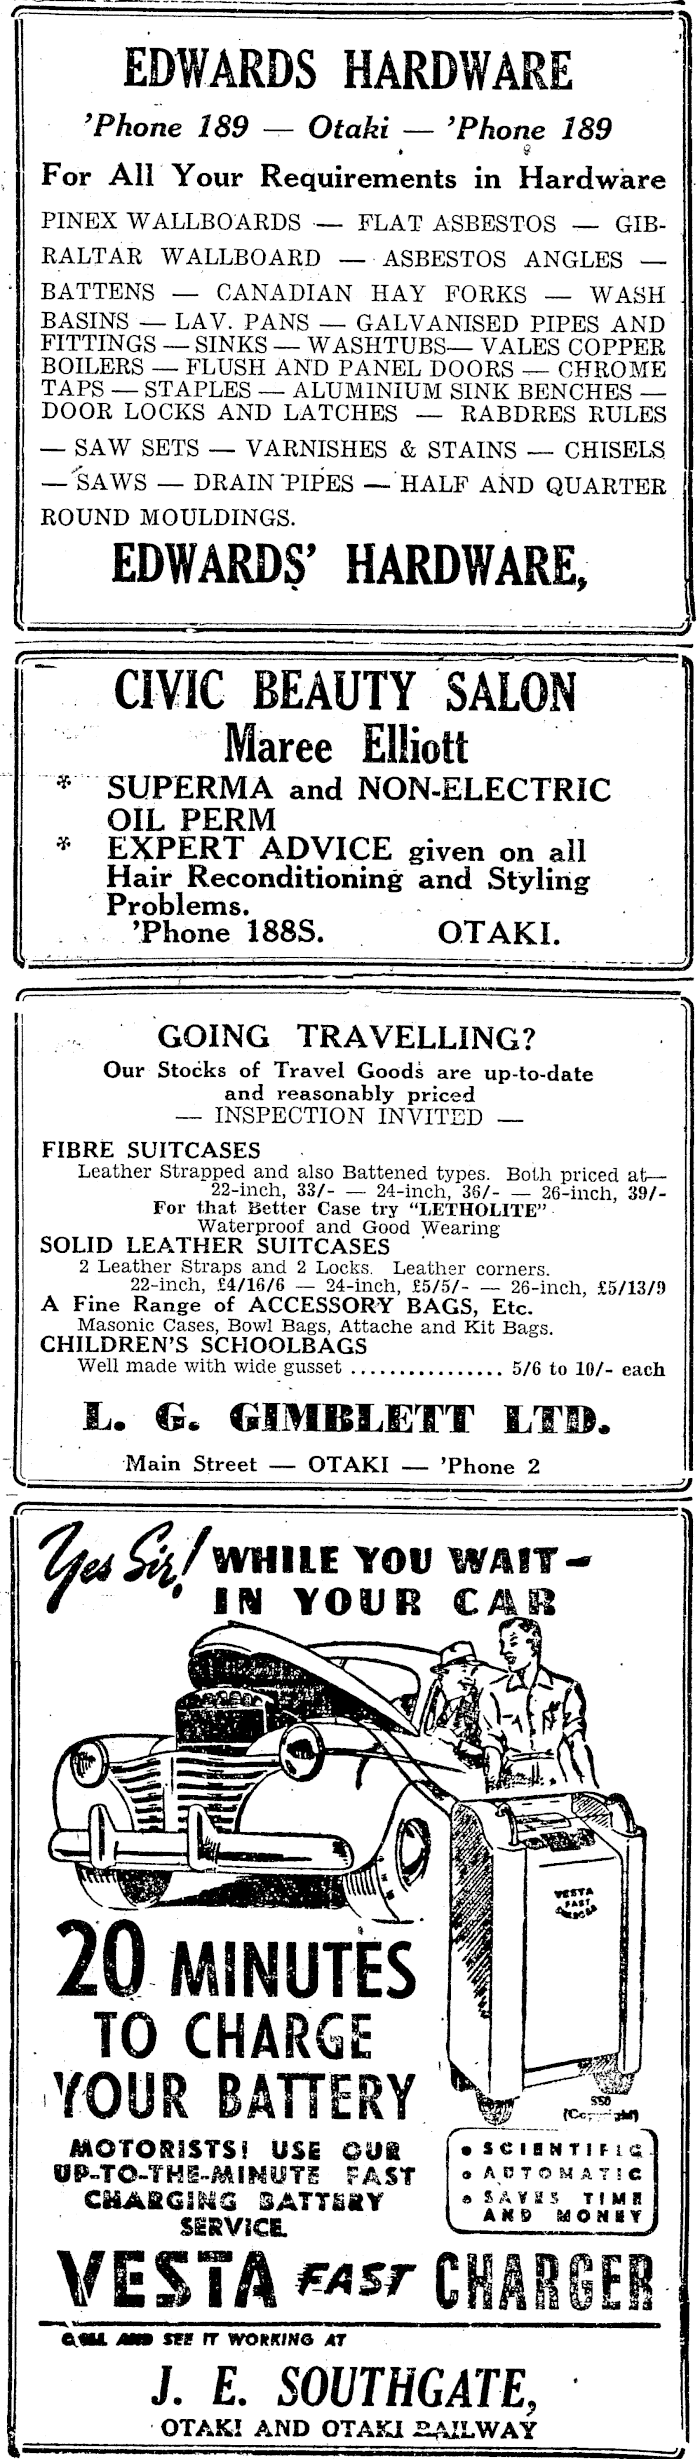 EDWARDS HARDWARE
'Phone 189 — Otaki — 'Phone 189
For All Your Requirements in Hardware
PINEX WALLBOARDS — FLAT ASBESTOS — GIB-
RALTAR WALLBOARD — ASBESTOS ANGLES —
BATTENS — CANADIAN HAY FORKS — WASH
BASINS — LAV. PANS — GALVANISED PIPES AND
FITTINGS — SINKS — WASHTUBS — VALES COPPER
BOILERS — FLUSH AND PANEL DOORS — CHROME
TAPS — STAPLES — ALUMINIUM SINK BENCHES —
DOOR LOCKS AND LATCHES — RABDRES RULES
— SAW SETS — VARNISHES & STAINS — CHISELS
— SAWS — DRAIN PIPES — HALF AND QUARTER
ROUND MOULDINGS.
EDWARDS' HARDWARE,
CIVIC BEAUTY SALON
Maree Elliott
* SUPERMA and NON-ELECTRIC
OIL PERM
* EXPERT ADVICE given on all
Hair Reconditioning and Styling
Problems.
'Phone 188S. OTAKI.
GOING TRAVELLING?
Our Stocks of Travel Goods are up-to-date
and reasonably priced
— INSPECTION INVITED —
FIBRE SUITCASES
Leather Strapped and also Battened types. Both priced at—
22-inch, 33/- — 24-inch, 36/- — 26-inch, 39/-
For that Better Case try "LETHOLITE"
Waterproof and Good Wearing
SOLID LEATHER SUITCASES
2 Leather Straps and 2 Locks. Leather corners.
22-inch, £4/16/6 — 24-inch, £5/5/- — 26-inch, £5/13/9
A Fine Range of ACCESSORY BAGS, Etc.
Masonic Cases, Bowl Bags, Attache and Kit Bags.
CHILDREN'S SCHOOLBAGS
Well made with wide gusset ................ 5/6 to 10/- each
L. G. GIMBLETT LTD.
Main Street — OTAKI — 'Phone 2
Yes Sir! WHILE YOU WAIT—
IN YOUR CAR
VESTA
FAST
CHARGER
20 MINUTES
TO CHARGE
YOUR BATTERY
S50
(Copyright)
MOTORISTS! USE OUR
UP-TO-THE-MINUTE FAST
CHARGING BATTERY
SERVICE.
• SCIENTIFIC
• AUTOMATIC
• SAVES TIME
AND MONEY
VESTA FAST CHARGER
CALL AND SEE IT WORKING AT
J. E. SOUTHGATE,
OTAKI AND OTAKI RAILWAY